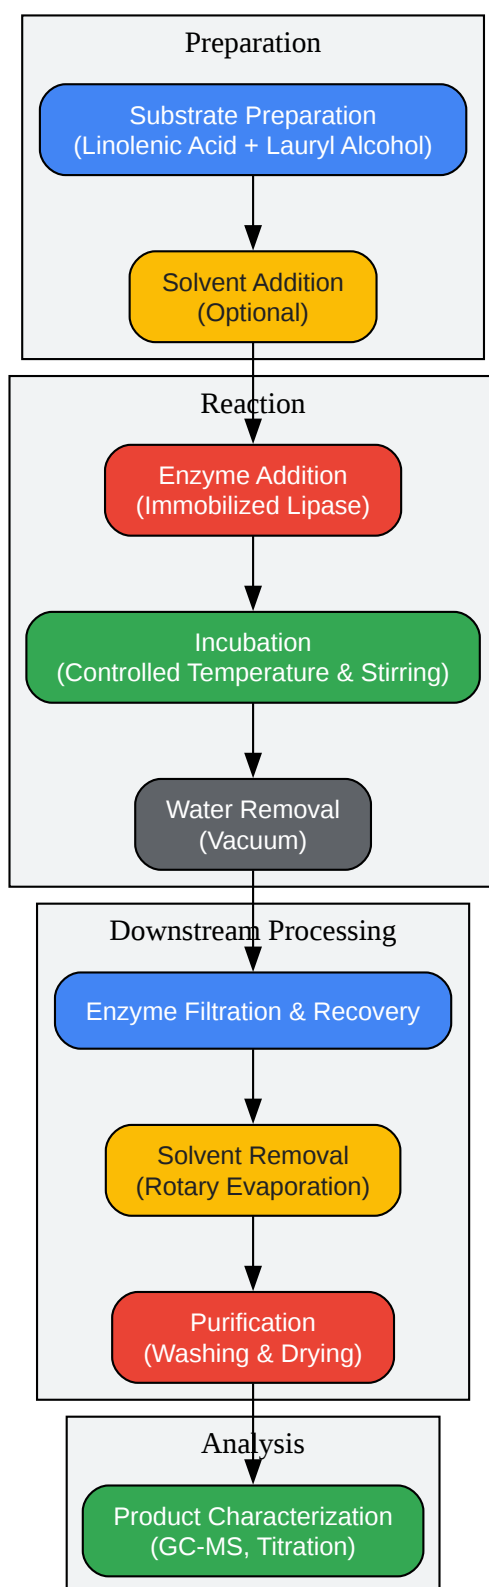 Preparation
Substrate Preparation
(Linolenic Acid + Lauryl Alcohol)
Solvent Addition
(Optional)
Reaction
Enzyme Addition
(Immobilized Lipase)
Incubation
(Controlled Temperature & Stirring)
Water Removal
(Vacuum)
Downstream Processing
Enzyme Filtration & Recovery
Solvent Removal
(Rotary Evaporation)
Purification
(Washing & Drying)
Analysis
Product Characterization
(GC-MS, Titration)